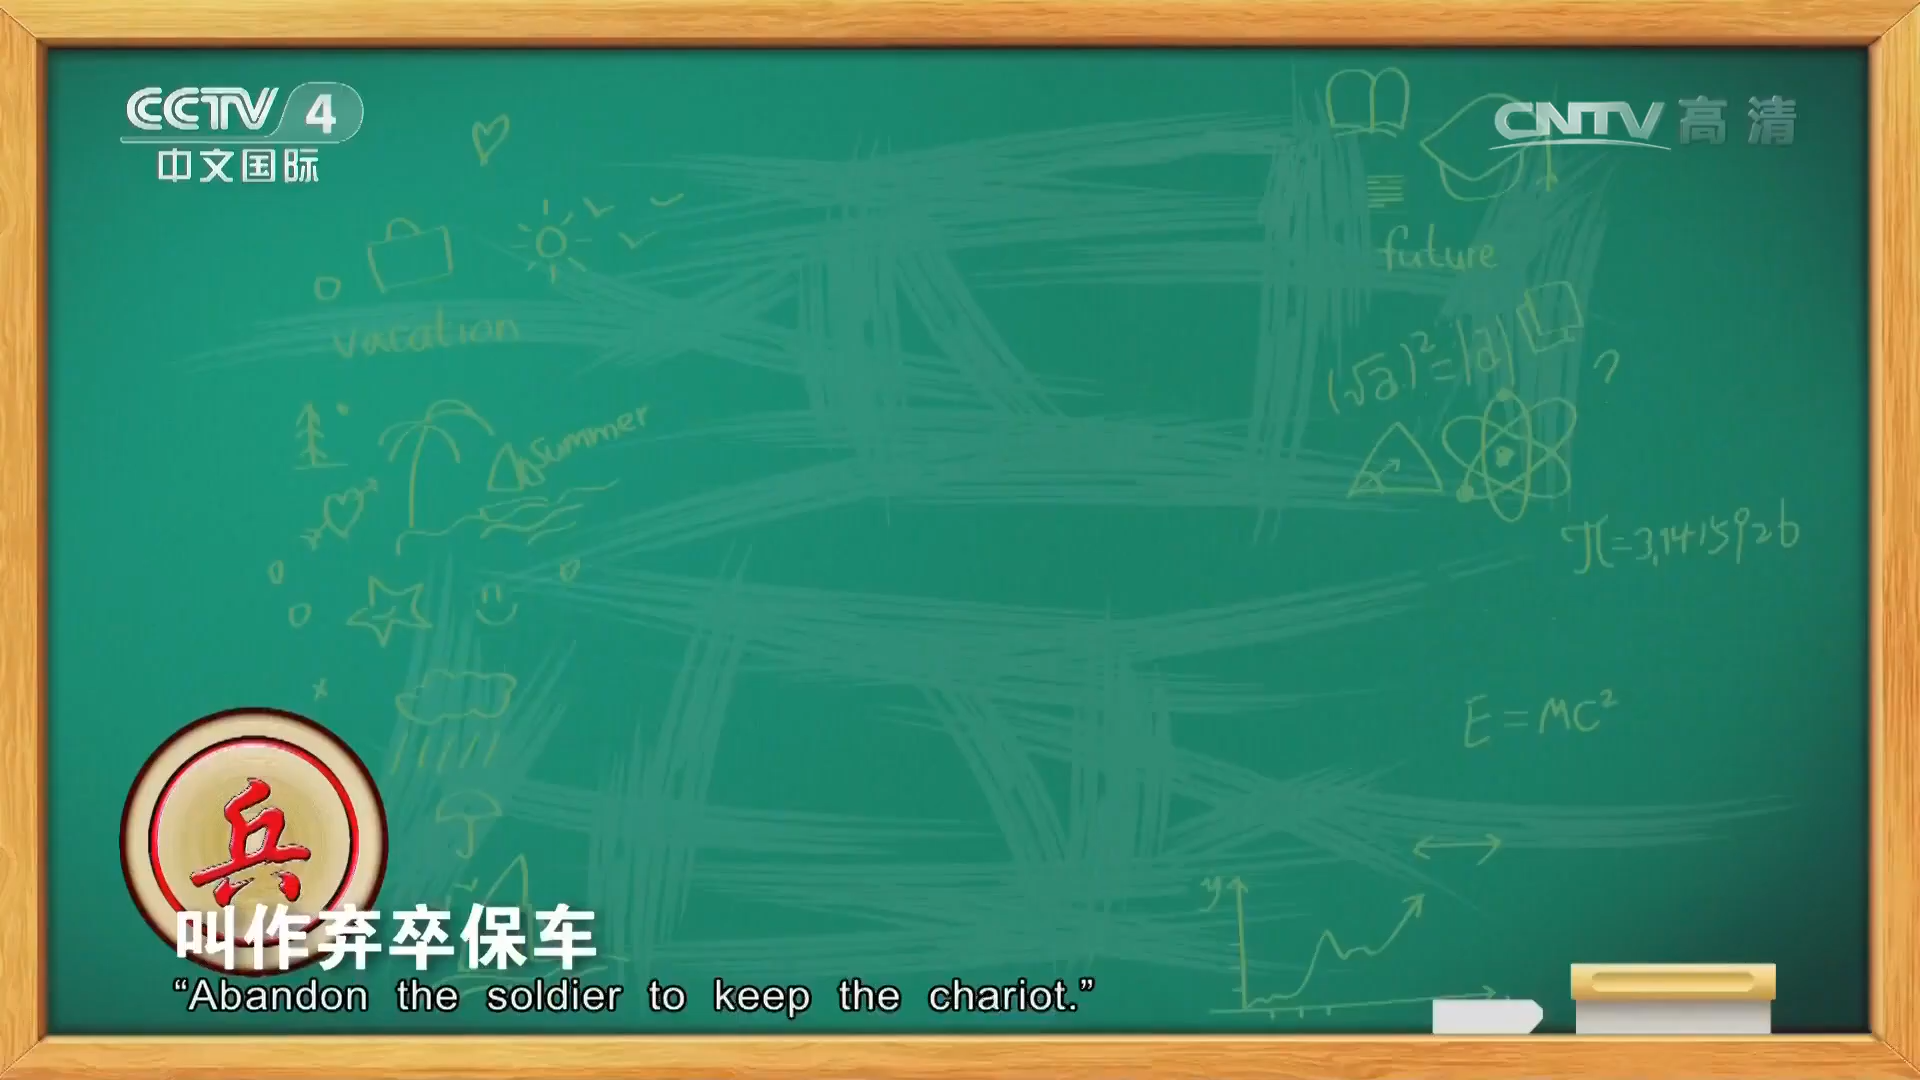 CCTV 4
中文国际
CNTV 高清
future
vacation
(√a)²=|a|
summer
π=3.1415926
E=MC²
y
兵
叫作弃卒保车
“Abandon the soldier to keep the chariot.”